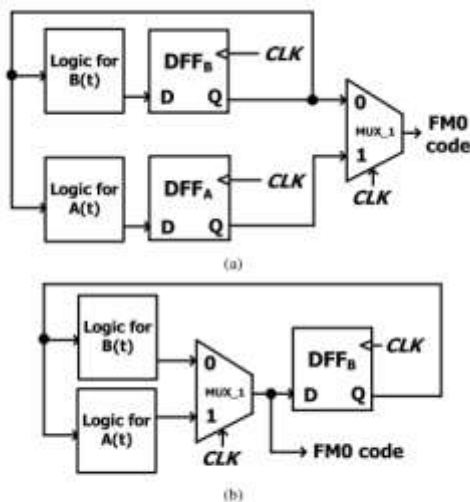 Logic for
B(t)
DFFB
CLK
D Q
0
MUX_1
1
FM0
code
CLK
Logic for
A(t)
DFFA
CLK
D Q
(a)
Logic for
B(t)
0
MUX_1
1
CLK
DFFB
CLK
D Q
Logic for
A(t)
FM0 code
(b)